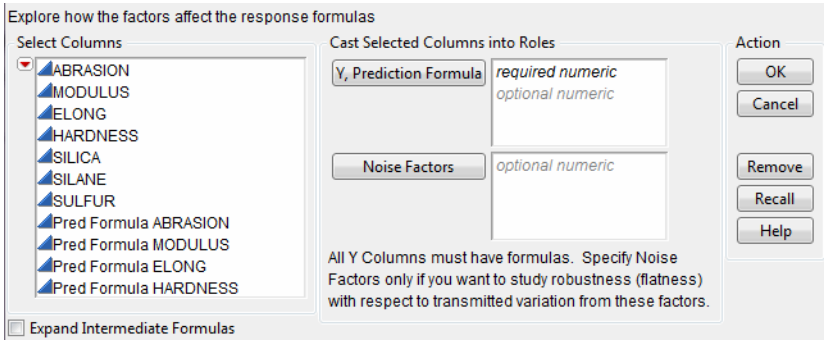 Explore how the factors affect the response formulas
Select Columns
ABRASION
MODULUS
ELONG
HARDNESS
SILICA
SILANE
SULFUR
Pred Formula ABRASION
Pred Formula MODULUS
Pred Formula ELONG
Pred Formula HARDNESS
Expand Intermediate Formulas
Cast Selected Columns into Roles
Y, Prediction Formula
required numeric
optional numeric
Noise Factors
optional numeric
All Y Columns must have formulas. Specify Noise
Factors only if you want to study robustness (flatness)
with respect to transmitted variation from these factors.
Action
OK
Cancel
Remove
Recall
Help